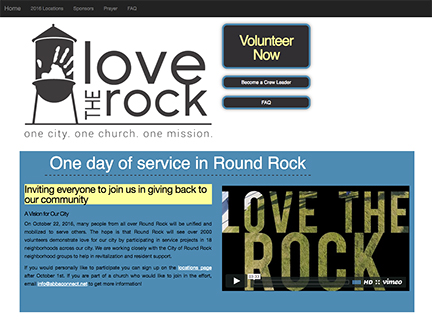 Home 2016 Locations Sponsors Prayer FAQ
love
THE rock
one city. one church. one mission.
Volunteer
Now
Become a Crew Leader
FAQ
One day of service in Round Rock
Inviting everyone to join us in giving back to
our community
A Vision for Our City
On October 22, 2016, many people from all over Round Rock will be unified and
mobilized to serve others. The hope is that Round Rock will see over 2000
volunteers demonstrate love for our city by participating in service projects in 18
neighborhoods across our city. We are working closely with the City of Round Rock
neighborhood groups to help in revitalization and resident support.
If you would personally like to participate you can sign up on the locations page
after October 1st. If you are part of a church who would like to join in the effort,
email info@abbaconnect.net to get more information!
LOVE THE
ROCK
03:33
HD vimeo